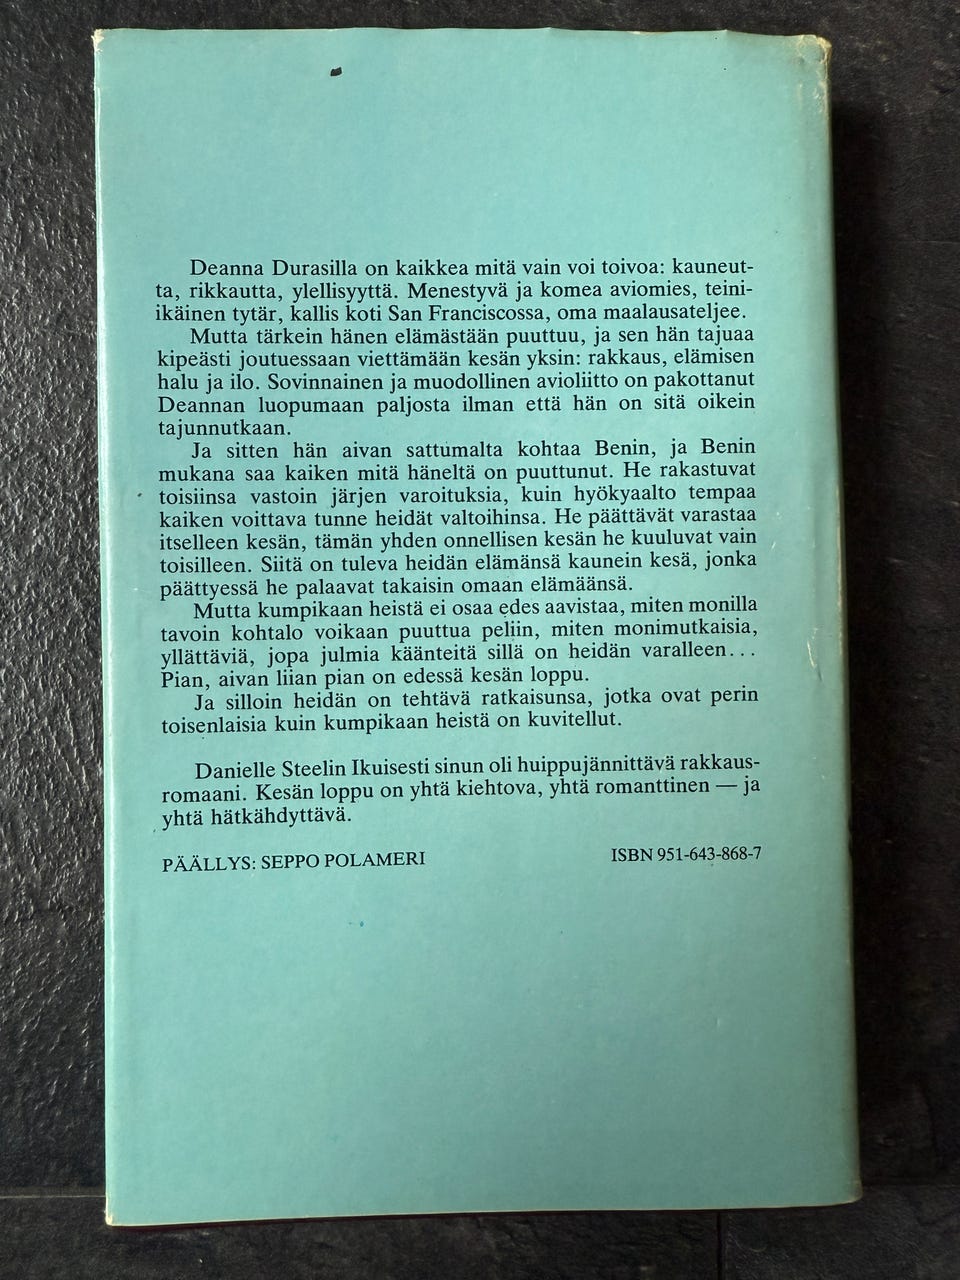 Deanna Durasilla on kaikkea mitä vain voi toivoa: kauneut-
ta, rikkautta, ylellisyyttä. Menestyvä ja komea aviomies, teini-
ikäinen tytär, kallis koti San Franciscossa, oma maalausateljee.
Mutta tärkein hänen elämästään puuttuu, ja sen hän tajuaa
kipeästi joutuessaan viettämään kesän yksin: rakkaus, elämisen
halu ja ilo. Sovinnainen ja muodollinen avioliitto on pakottanut
Deannan luopumaan paljosta ilman että hän on sitä oikein
tajunnutkaan.
Ja sitten hän aivan sattumalta kohtaa Benin, ja Benin
mukana saa kaiken mitä häneltä on puuttunut. He rakastuvat
toisiinsa vastoin järjen varoituksia, kuin hyökyaalto tempaa
kaiken voittava tunne heidät valtoihinsa. He päättävät varastaa
itselleen kesän, tämän yhden onnellisen kesän he kuuluvat vain
toisilleen. Siitä on tuleva heidän elämänsä kaunein kesä, jonka
päättyessä he palaavat takaisin omaan elämäänsä.
Mutta kumpikaan heistä ei osaa edes aavistaa, miten monilla
tavoin kohtalo voikaan puuttua peliin, miten monimutkaisia,
yllättäviä, jopa julmia käänteitä sillä on heidän varalleen...
Pian, aivan liian pian on edessä kesän loppu.
Ja silloin heidän on tehtävä ratkaisunsa, jotka ovat perin
toisenlaisia kuin kumpikaan heistä on kuvitellut.
Danielle Steelin Ikuisesti sinun oli huippujännittävä rakkaus-
romaani. Kesän loppu on yhtä kiehtova, yhtä romanttinen — ja
yhtä hätkähdyttävä.
PÄÄLLYS: SEPPO POLAMERI
ISBN 951-643-868-7